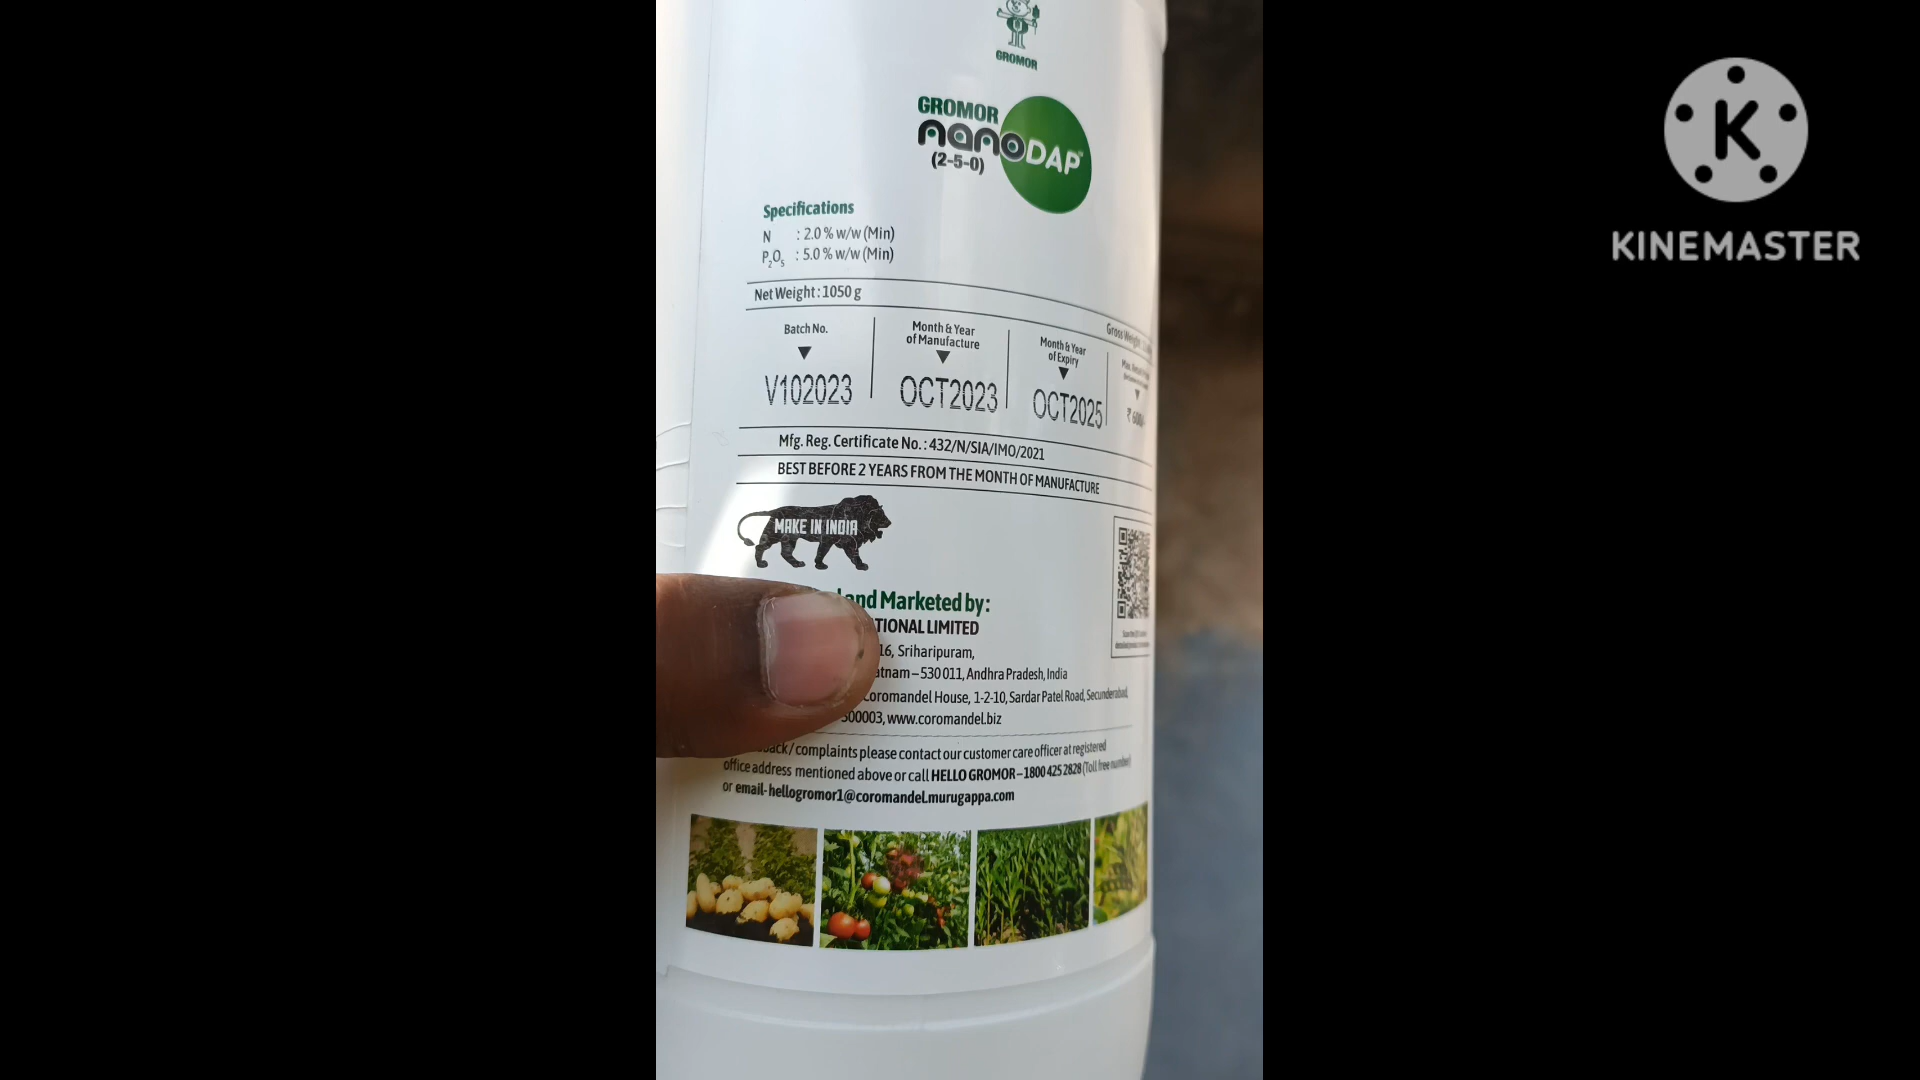 GROMOR
GROMOR
nanoDAP
(2-5-0)
Specifications
N : 2.0 % w/w (Min)
P2O5 : 5.0 % w/w (Min)
Net Weight : 1050 g
Gross Weight
Batch No.
V102023
Month & Year
of Manufacture
OCT2023
Month & Year
of Expiry
OCT2025
Mfg. Reg. Certificate No. : 432/N/SIA/IMO/2021
BEST BEFORE 2 YEARS FROM THE MONTH OF MANUFACTURE
MAKE IN INDIA
and Marketed by:
TIONAL LIMITED
16, Sriharipuram,
atnam – 530 011, Andhra Pradesh, India
Coromandel House, 1-2-10, Sardar Patel Road, Secunderabad,
500003, www.coromandel.biz
back / complaints please contact our customer care officer at registered
office address mentioned above or call HELLO GROMOR – 1800 425 2828 (Toll free number)
or email- hellogromor1@coromandel.murugappa.com
K
KINEMASTER